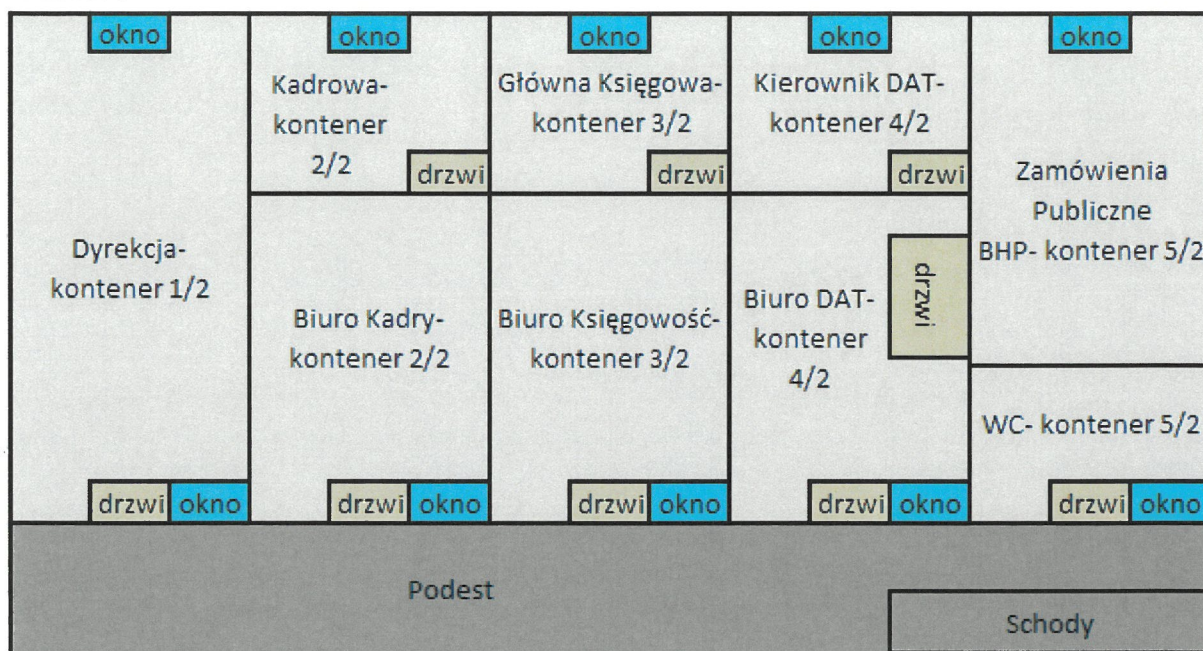 okno
okno
okno
okno
okno
Kadrowa-
kontener
2/2
drzwi
Główna Księgowa-
kontener 3/2
drzwi
Kierownik DAT-
kontener 4/2
drzwi
Zamówienia
Publiczne
BHP- kontener 5/2
Dyrekcja-
kontener 1/2
Biuro Kadry-
kontener 2/2
Biuro Księgowość-
kontener 3/2
Biuro DAT-
kontener
4/2
drzwi
WC- kontener 5/2
drzwi okno
drzwi okno
drzwi okno
drzwi okno
drzwi okno
Podest
Schody